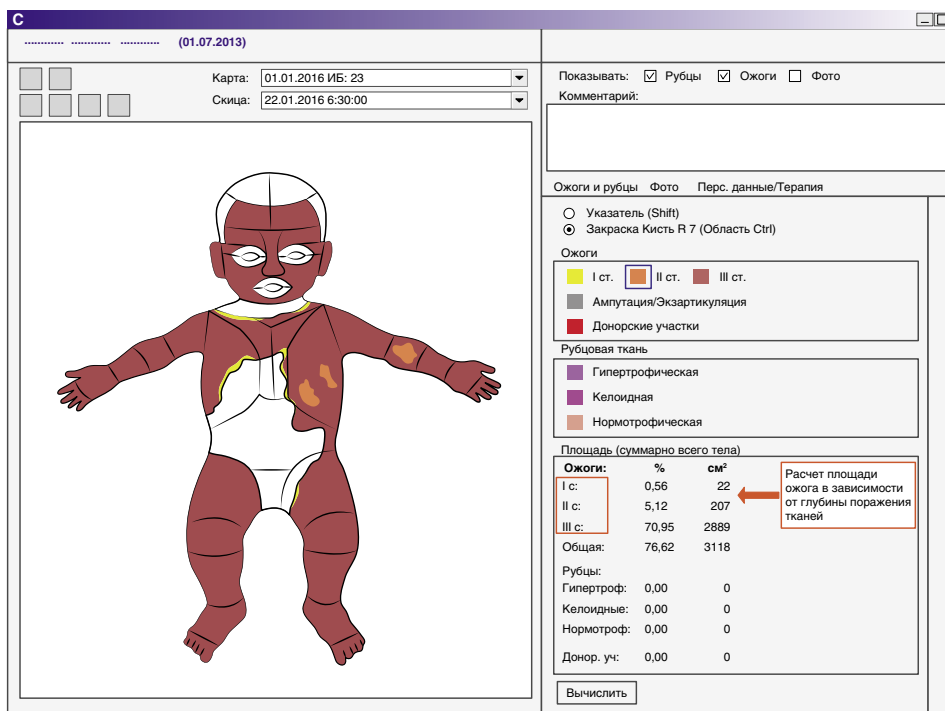 C
(01.07.2013)
Карта: 01.01.2016 ИБ: 23
Скица: 22.01.2016 6:30:00
Показывать: Рубцы Ожоги Фото
Комментарий:
Ожоги и рубцы Фото Перс. данные/Терапия
Указатель (Shift)
Закраска Кисть R 7 (Область Ctrl)
Ожоги
I ст. II ст. III ст.
Ампутация/Экзартикуляция
Донорские участки
Рубцовая ткань
Гипертрофическая
Келоидная
Нормотрофическая
Площадь (суммарно всего тела)
Ожоги: % см²
I с: 0,56 22
II с: 5,12 207
III с: 70,95 2889
Общая: 76,62 3118
Расчет площади
ожога в зависимости
от глубины поражения
тканей
Рубцы:
Гипертроф: 0,00 0
Келоидные: 0,00 0
Нормотроф: 0,00 0
Донор. уч: 0,00 0
Вычислить